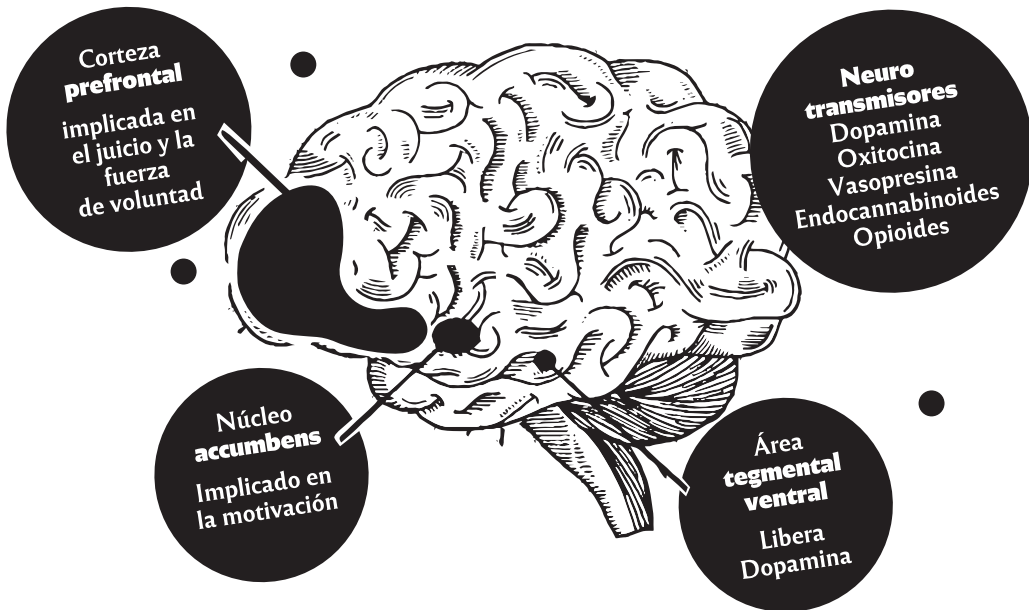 Corteza
prefrontal
implicada en
el juicio y la
fuerza
de voluntad
Neuro
transmisores
Dopamina
Oxitocina
Vasopresina
Endocannabinoides
Opioides
Núcleo
accumbens
Implicado en
la motivación
Área
tegmental
ventral
Libera
Dopamina